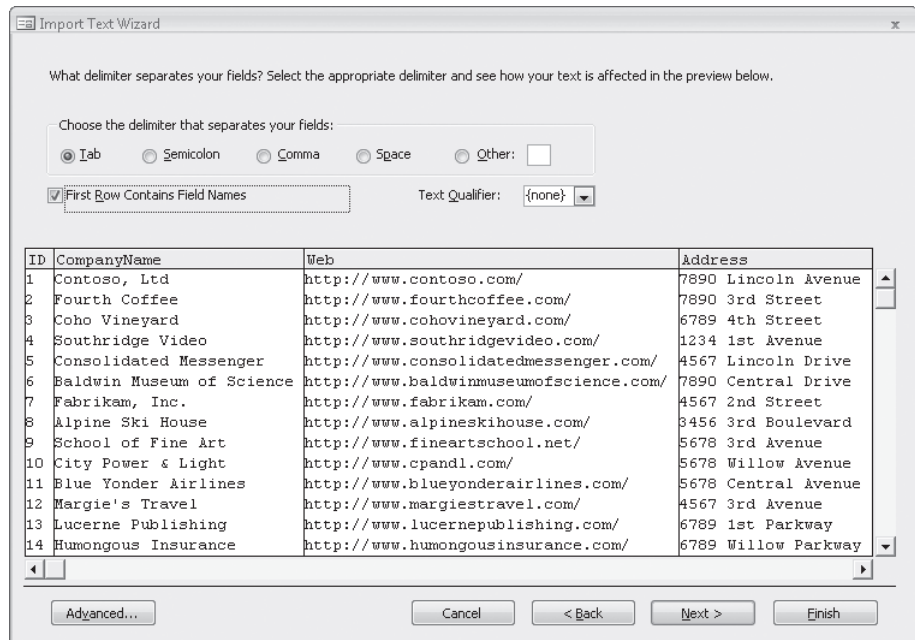 Import Text Wizard
x
What delimiter separates your fields? Select the appropriate delimiter and see how your text is affected in the preview below.
Choose the delimiter that separates your fields:
Tab Semicolon Comma Space Other:
First Row Contains Field Names Text Qualifier: {none}
ID CompanyName Web Address
1 Contoso, Ltd http://www.contoso.com/ 7890 Lincoln Avenue
2 Fourth Coffee http://www.fourthcoffee.com/ 7890 3rd Street
3 Coho Vineyard http://www.cohovineyard.com/ 6789 4th Street
4 Southridge Video http://www.southridgevideo.com/ 1234 1st Avenue
5 Consolidated Messenger http://www.consolidatedmessenger.com/ 4567 Lincoln Drive
6 Baldwin Museum of Science http://www.baldwinmuseumofscience.com/ 7890 Central Drive
7 Fabrikam, Inc. http://www.fabrikam.com/ 4567 2nd Street
8 Alpine Ski House http://www.alpineskihouse.com/ 3456 3rd Boulevard
9 School of Fine Art http://www.fineartschool.net/ 5678 3rd Avenue
10 City Power & Light http://www.cpandl.com/ 5678 Willow Avenue
11 Blue Yonder Airlines http://www.blueyonderairlines.com/ 5678 Central Avenue
12 Margie's Travel http://www.margiestravel.com/ 4567 3rd Avenue
13 Lucerne Publishing http://www.lucernepublishing.com/ 6789 1st Parkway
14 Humongous Insurance http://www.humongousinsurance.com/ 6789 Willow Parkway
Advanced... Cancel < Back Next > Finish